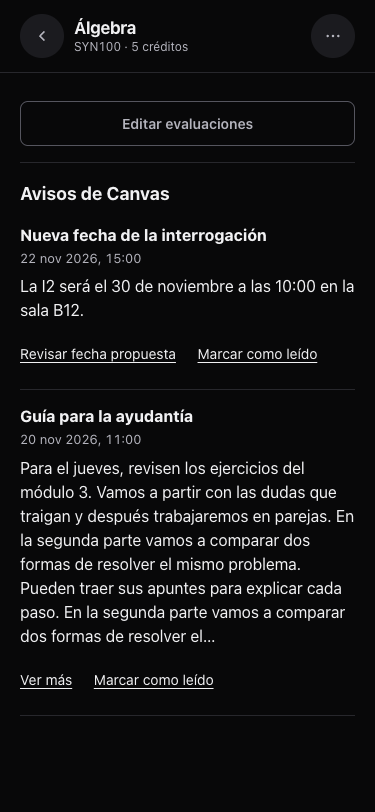 Álgebra
SYN100 · 5 créditos
Editar evaluaciones
Avisos de Canvas
Nueva fecha de la interrogación
22 nov 2026, 15:00
La I2 será el 30 de noviembre a las 10:00 en la
sala B12.
Revisar fecha propuesta Marcar como leído
Guía para la ayudantía
20 nov 2026, 11:00
Para el jueves, revisen los ejercicios del
módulo 3. Vamos a partir con las dudas que
traigan y después trabajaremos en parejas. En
la segunda parte vamos a comparar dos
formas de resolver el mismo problema.
Pueden traer sus apuntes para explicar cada
paso. En la segunda parte vamos a comparar
dos formas de resolver el...
Ver más Marcar como leído